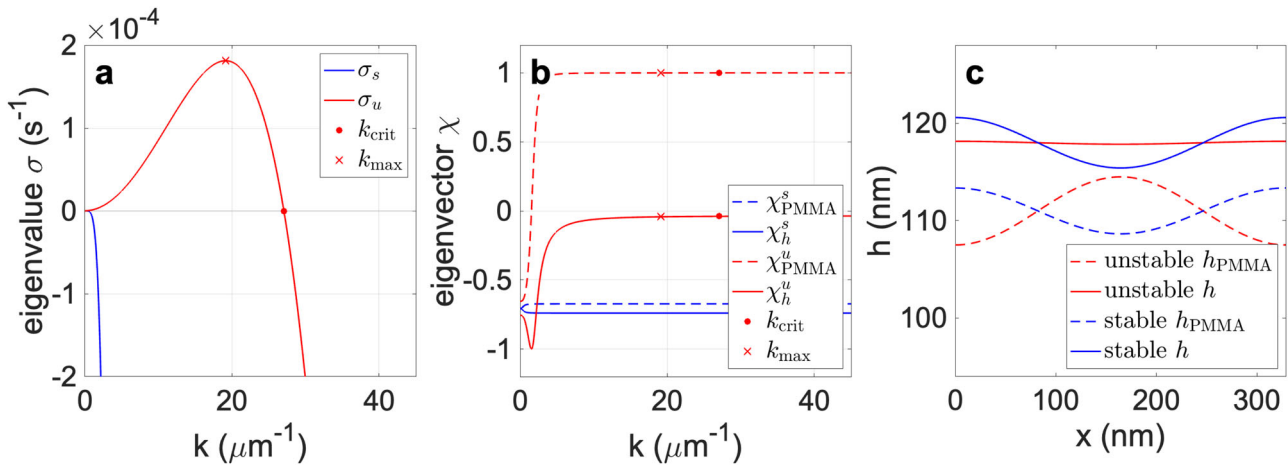 ×10⁻⁴
2
1
0
-1
-2
0
20
40
eigenvalue σ (s⁻¹)
k (μm⁻¹)
a
σₛ
σᵤ
k_crit
k_max
1
0.5
0
-0.5
-1
0
20
40
eigenvector χ
k (μm⁻¹)
b
χˢ_PMMA
χˢ_h
χᵘ_PMMA
χᵘ_h
k_crit
k_max
120
110
100
0
100
200
300
h (nm)
x (nm)
c
unstable h_PMMA
unstable h
stable h_PMMA
stable h